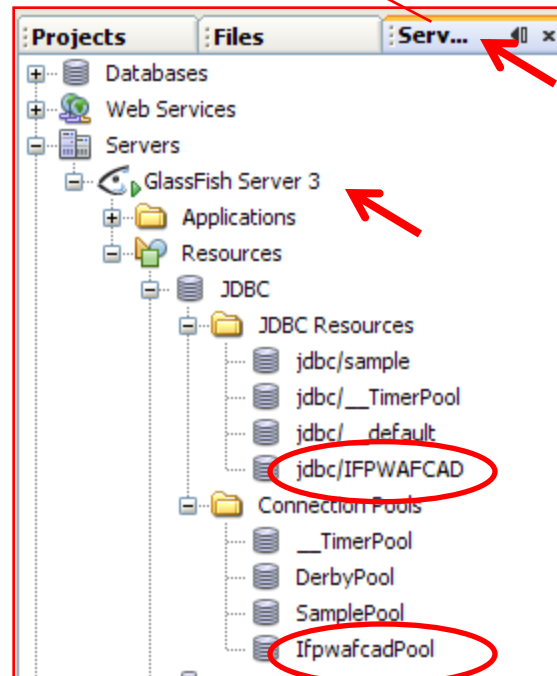 Projects Files Serv...
Databases
Web Services
Servers
GlassFish Server 3
Applications
Resources
JDBC
JDBC Resources
jdbc/sample
jdbc/__TimerPool
jdbc/__default
jdbc/IFPWAFCAD
Connection Pools
__TimerPool
DerbyPool
SamplePool
IfpwafcadPool